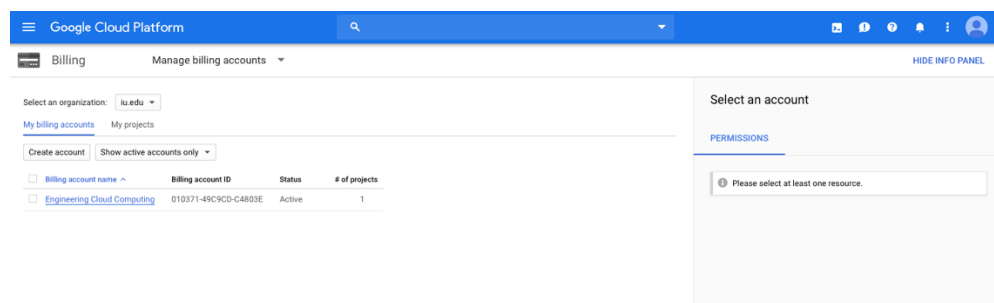 Google Cloud Platform
Billing
Manage billing accounts
HIDE INFO PANEL
Select an organization: iu.edu
My billing accounts My projects
Create account Show active accounts only
Billing account name Billing account ID Status # of projects
Engineering Cloud Computing 010371-49C9CD-C4803E Active 1
Select an account
PERMISSIONS
Please select at least one resource.